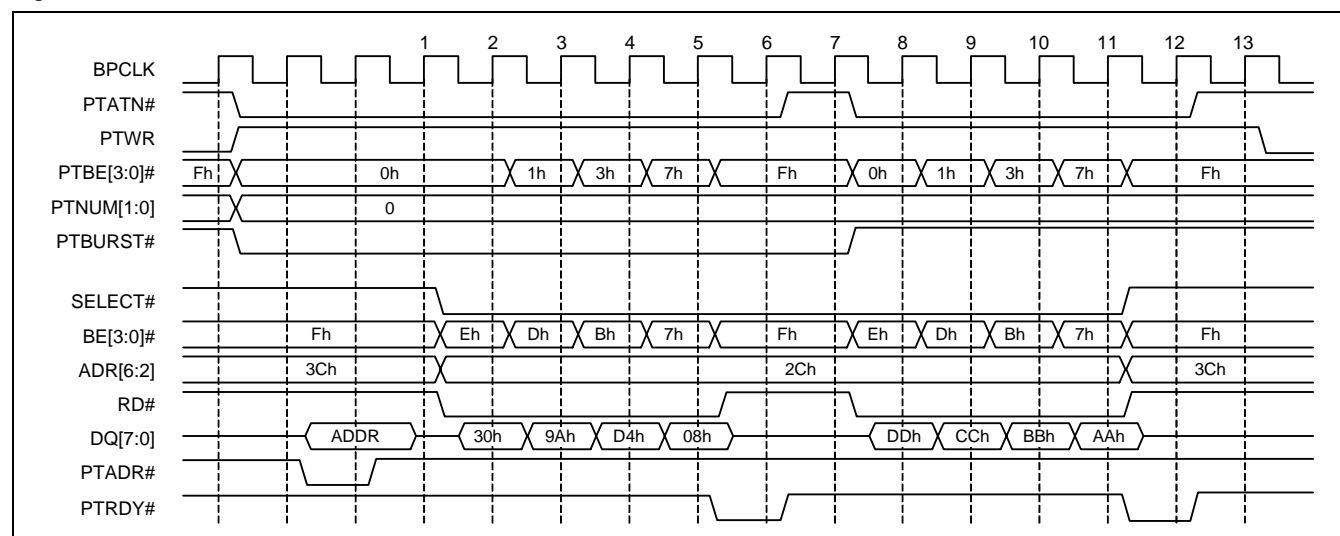 1 2 3 4 5 6 7 8 9 10 11 12 13
BPCLK
PTATN#
PTWR
PTBE[3:0]# Fh 0h 1h 3h 7h Fh 0h 1h 3h 7h Fh
PTNUM[1:0] 0
PTBURST#
SELECT#
BE[3:0]# Fh Eh Dh Bh 7h Fh Eh Dh Bh 7h Fh
ADR[6:2] 3Ch 2Ch 3Ch
RD#
DQ[7:0] ADDR 30h 9Ah D4h 08h DDh CCh BBh AAh
PTADR#
PTRDY#